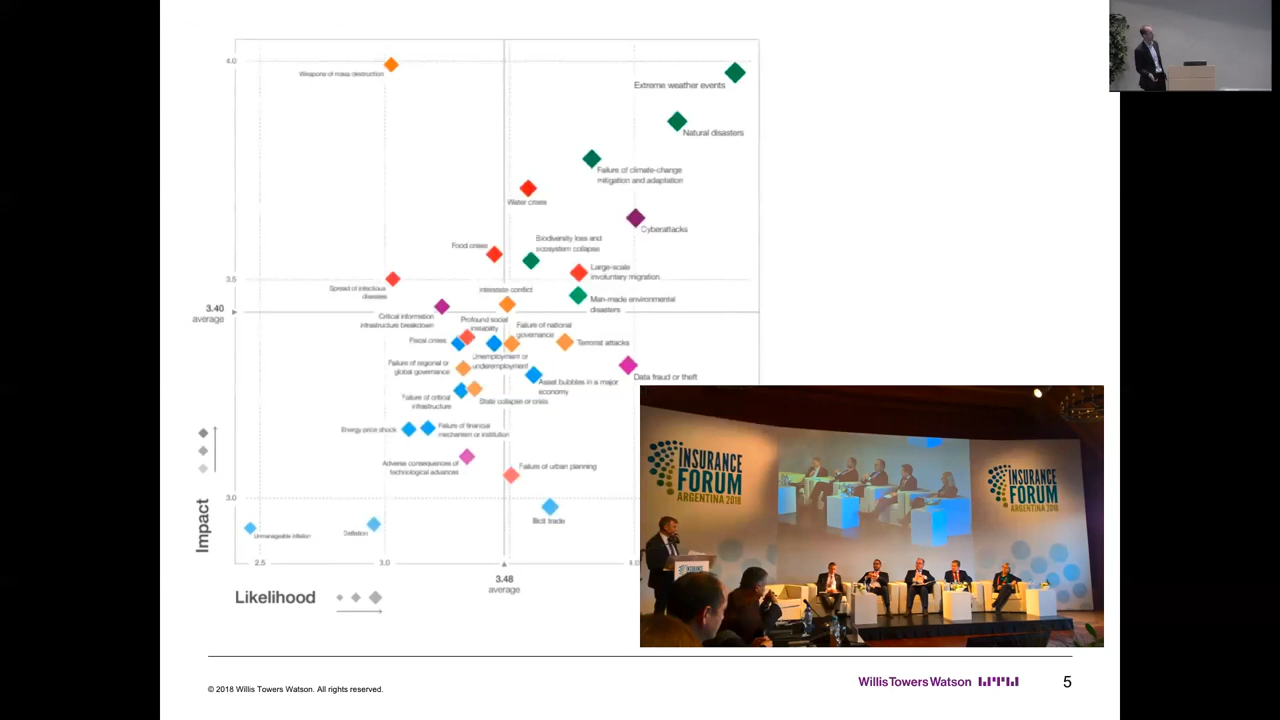 4.0
Weapons of mass destruction
Extreme weather events
Natural disasters
Failure of climate-change
mitigation and adaptation
Water crises
Cyberattacks
Food crises
Biodiversity loss and
ecosystem collapse
Large-scale
involuntary migration
3.5
Spread of infectious
diseases
Interstate conflict
Man-made environmental
disasters
3.40
average
Critical information
infrastructure breakdown
Profound social
instability
Failure of national
governance
Fiscal crises
Terrorist attacks
Unemployment or
underemployment
Failure of regional or
global governance
Data fraud or theft
Asset bubbles in a major
economy
Failure of critical
infrastructure
State collapse or crisis
Energy price shock
Failure of financial
mechanism or institution
Adverse consequences of
technological advances
Failure of urban planning
3.0
Illicit trade
Unmanageable inflation
Deflation
Impact
2.5
3.0
3.48
average
Likelihood
INSURANCE
FORUM
ARGENTINA 2018
INSURANCE
FORUM
ARGENTINA 2018
INSURANCE
© 2018 Willis Towers Watson. All rights reserved.
WillisTowersWatson
5